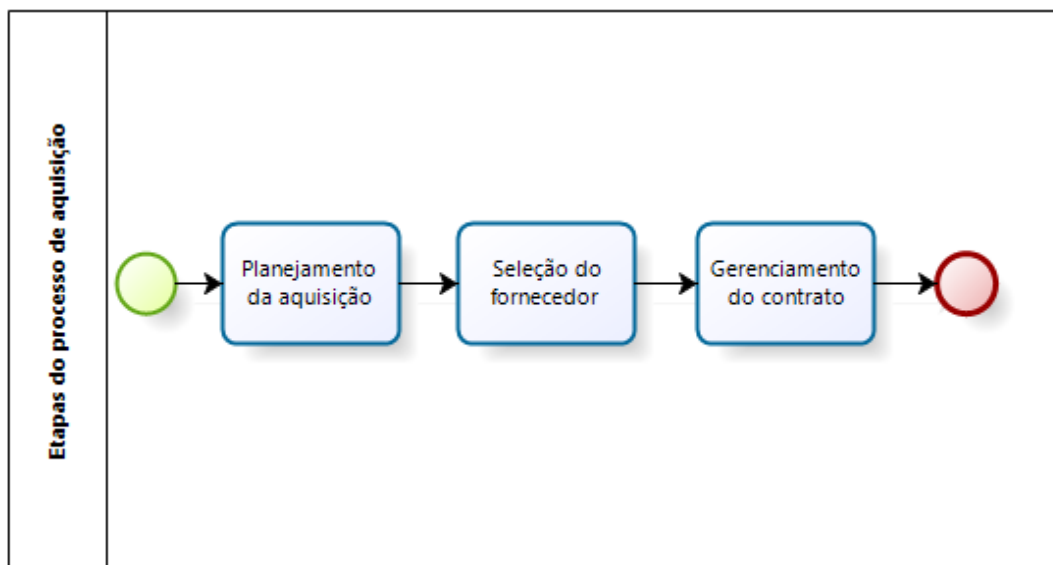 Etapas do processo de aquisição
Planejamento
da aquisição
Seleção do
fornecedor
Gerenciamento
do contrato